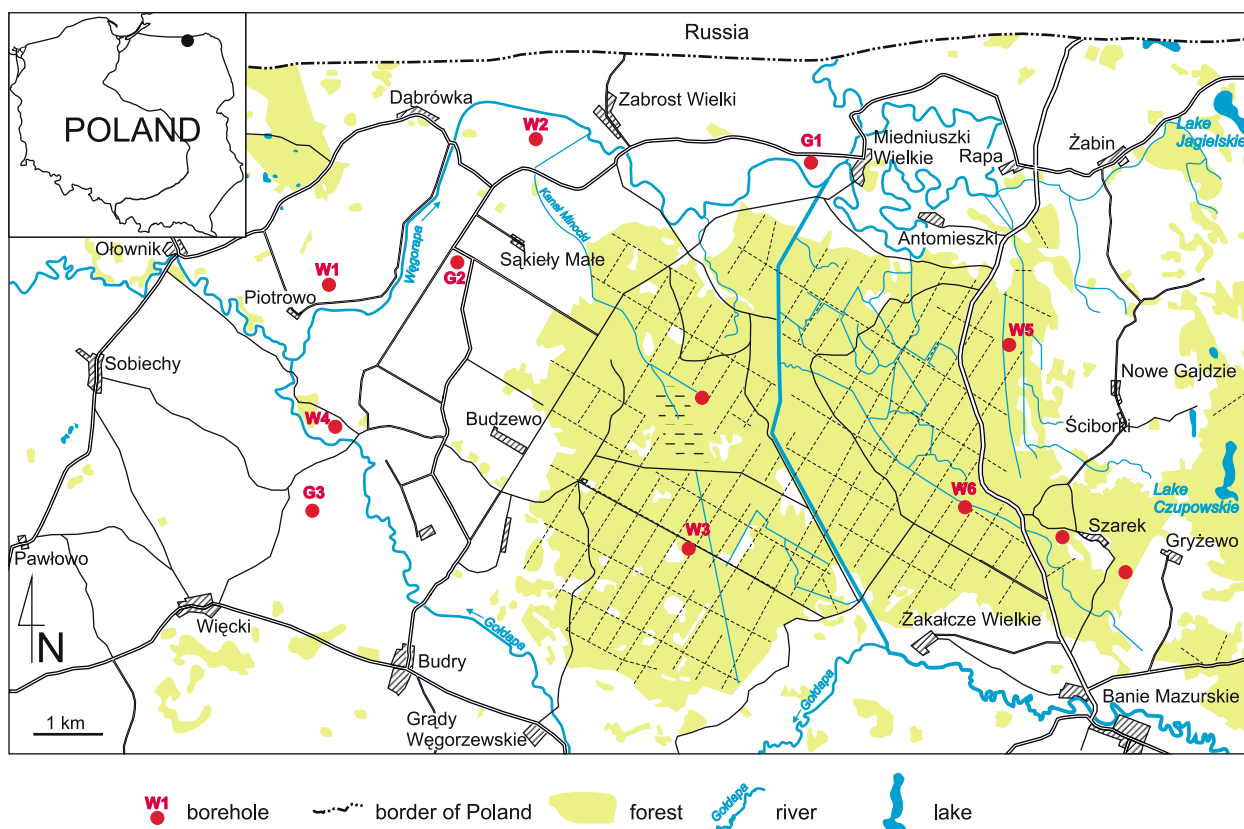 Russia
POLAND
Dąbrówka
Zabrost Wielki
W2
G1
Miedniuszki
Wielkie
Rapa
Żabin
Lake
Jagielskie
Kanał Minocki
Węgorapa
Ołownik
W1
Piotrowo
G2
Sąkieły Małe
Antomieszki
Sobiechy
W4
Budzewo
W5
Nowe Gajdzie
Ściborki
G3
W3
W6
Lake
Czupowskie
Szarek
Gryżewo
Pawłowo
N
Więcki
Gołdapa
Budry
Zakałcze Wielkie
Gołdapa
Banie Mazurskie
Grądy
Węgorzewskie
1 km
W1
borehole
border of Poland
forest
Gołdapa
river
lake